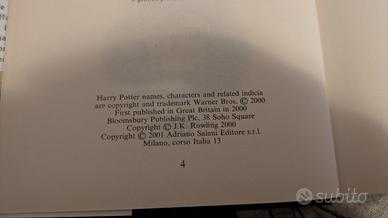 Harry Potter names, characters and related indicia
are copyright and trademark Warner Bros, © 2000
First published in Great Britain in 2000
Bloomsbury Publishing Plc, 38 Soho Square
Copyright © J.K. Rowling 2000
Copyright © 2001 Adriano Salani Editore s.r.l.
Milano, corso Italia 13
4
subito